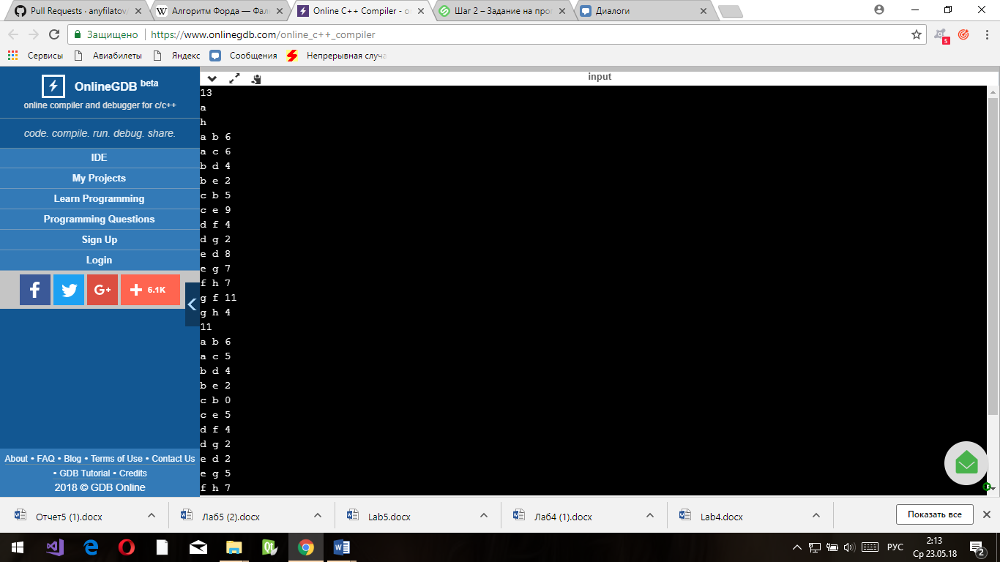 Pull Requests · anyfilatov/
Алгоритм Форда — Фал
Online C++ Compiler - o
Шаг 2 – Задание на про
Диалоги
Защищено
https://www.onlinegdb.com/online_c++_compiler
Сервисы
Авиабилеты
Яндекс
Сообщения
Непрерывная случа
OnlineGDB beta
online compiler and debugger for c/c++
code. compile. run. debug. share.
IDE
My Projects
Learn Programming
Programming Questions
Sign Up
Login
6.1K
About • FAQ • Blog • Terms of Use • Contact Us
• GDB Tutorial • Credits
2018 © GDB Online
input
13
a
h
a b 6
a c 6
b d 4
b e 2
c b 5
c e 9
d f 4
d g 2
e d 8
e g 7
f h 7
g f 11
g h 4
11
a b 6
a c 5
b d 4
b e 2
c b 0
c e 5
d f 4
d g 2
e d 2
e g 5
f h 7
Отчет5 (1).docx
Лаб5 (2).docx
Lab5.docx
Лаб4 (1).docx
Lab4.docx
Показать все
РУС
2:13
Ср 23.05.18
2